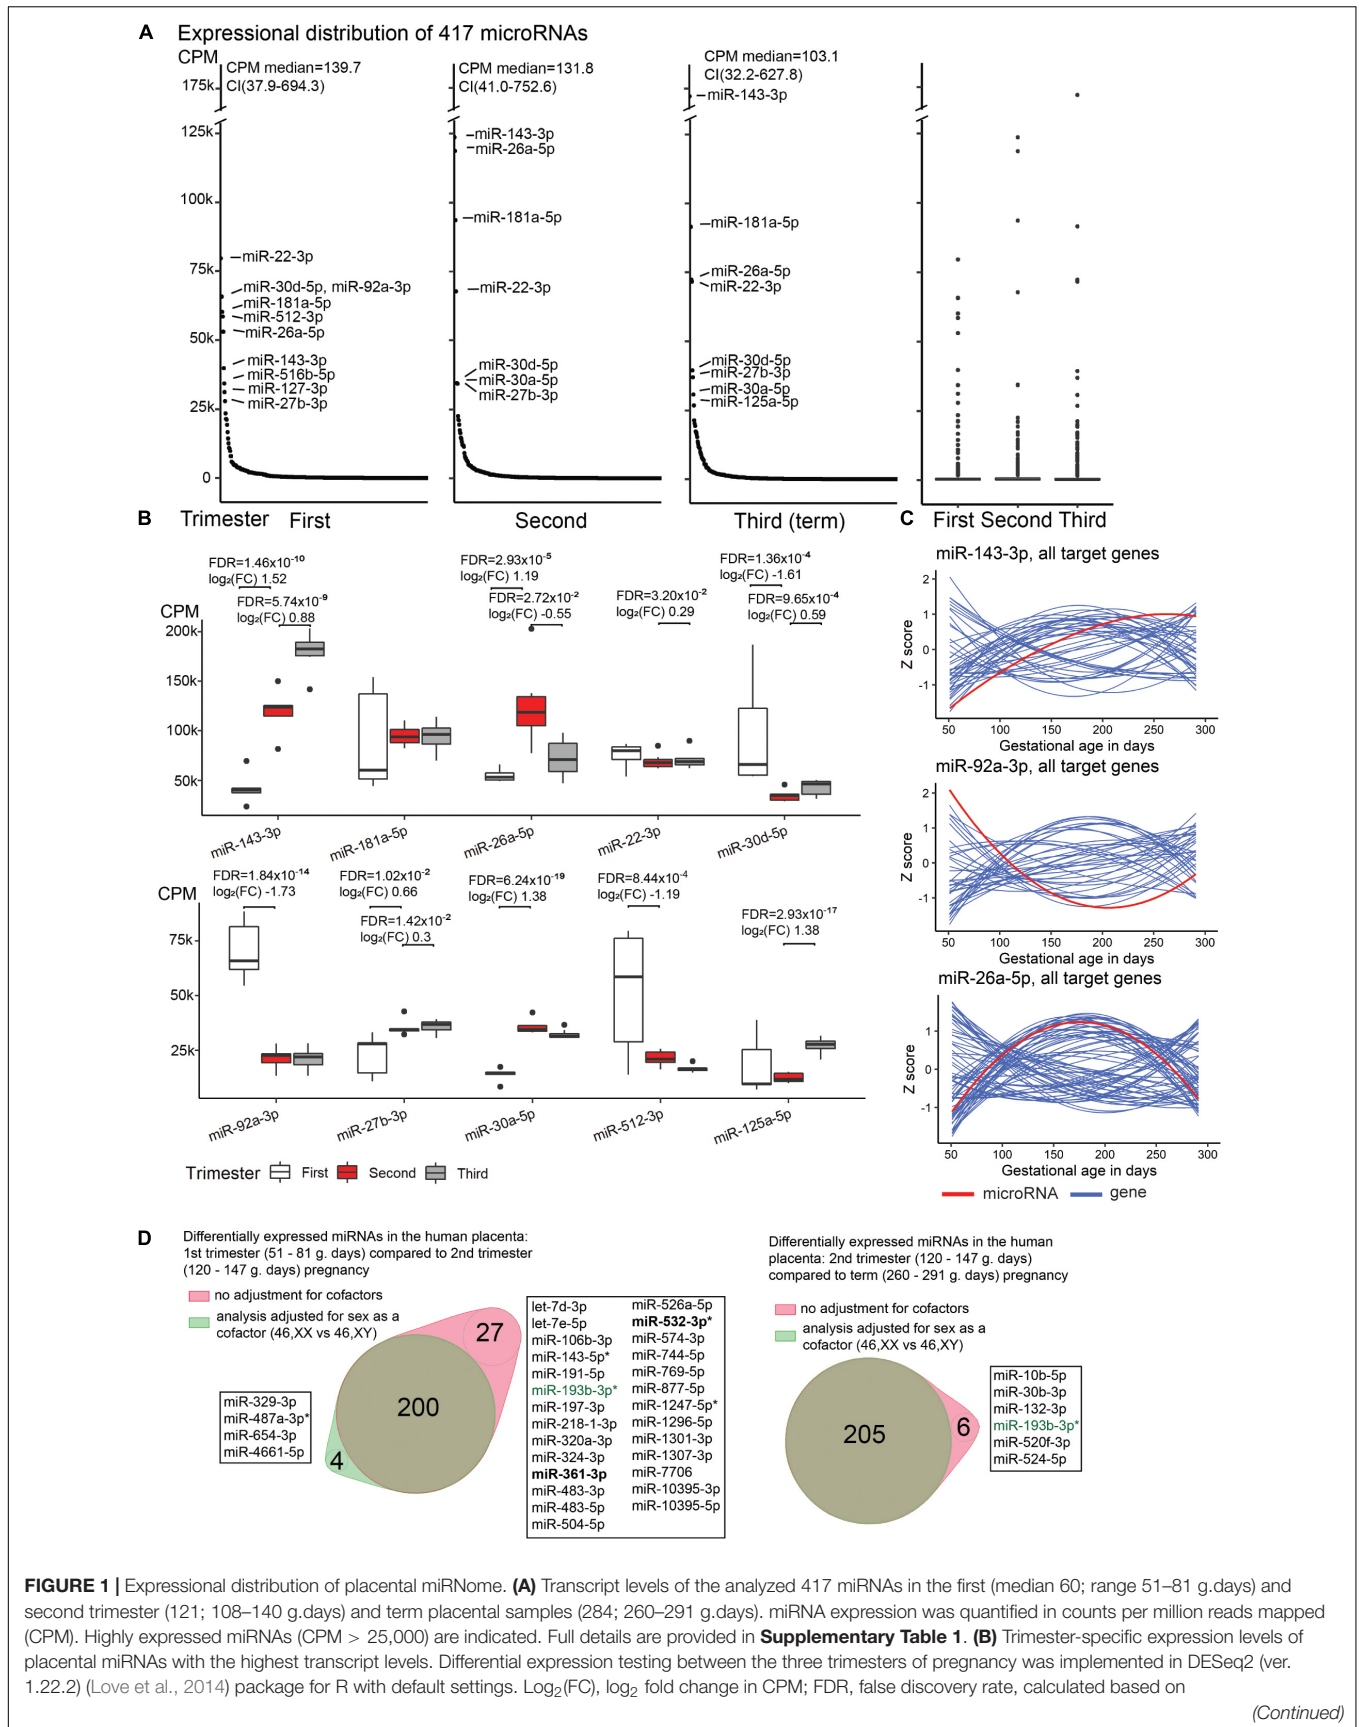 A Expressional distribution of 417 microRNAs
CPM
CPM median=139.7
CI(37.9-694.3)
175k
125k
100k
75k
50k
25k
0
miR-22-3p
miR-30d-5p, miR-92a-3p
miR-181a-5p
miR-512-3p
miR-26a-5p
miR-143-3p
miR-516b-5p
miR-127-3p
miR-27b-3p
CPM median=131.8
CI(41.0-752.6)
miR-143-3p
miR-26a-5p
miR-181a-5p
miR-22-3p
miR-30d-5p
miR-30a-5p
miR-27b-3p
CPM median=103.1
CI(32.2-627.8)
miR-143-3p
miR-181a-5p
miR-26a-5p
miR-22-3p
miR-30d-5p
miR-27b-3p
miR-30a-5p
miR-125a-5p
Trimester First Second Third (term)
First Second Third
B
CPM
200k
150k
100k
50k
FDR=1.46x10⁻¹⁰
log₂(FC) 1.52
FDR=5.74x10⁻⁹
log₂(FC) 0.88
FDR=2.93x10⁻⁵
log₂(FC) 1.19
FDR=2.72x10⁻²
log₂(FC) -0.55
FDR=3.20x10⁻²
log₂(FC) 0.29
FDR=1.36x10⁻⁴
log₂(FC) -1.61
FDR=9.65x10⁻⁴
log₂(FC) 0.59
miR-143-3p
miR-181a-5p
miR-26a-5p
miR-22-3p
miR-30d-5p
CPM
75k
50k
25k
FDR=1.84x10⁻¹⁴
log₂(FC) -1.73
FDR=1.02x10⁻²
log₂(FC) 0.66
FDR=1.42x10⁻²
log₂(FC) 0.3
FDR=6.24x10⁻¹⁹
log₂(FC) 1.38
FDR=8.44x10⁻⁴
log₂(FC) -1.19
FDR=2.93x10⁻¹⁷
log₂(FC) 1.38
miR-92a-3p
miR-27b-3p
miR-30a-5p
miR-512-3p
miR-125a-5p
Trimester First Second Third
C
miR-143-3p, all target genes
Z score
2
1
0
-1
50 100 150 200 250 300
Gestational age in days
miR-92a-3p, all target genes
Z score
2
1
0
-1
50 100 150 200 250 300
Gestational age in days
miR-26a-5p, all target genes
Z score
1
0
-1
50 100 150 200 250 300
Gestational age in days
microRNA gene
D
Differentially expressed miRNAs in the human placenta:
1st trimester (51 - 81 g. days) compared to 2nd trimester
(120 - 147 g. days) pregnancy
no adjustment for cofactors
analysis adjusted for sex as a
cofactor (46,XX vs 46,XY)
27
200
4
miR-329-3p
miR-487a-3p*
miR-654-3p
miR-4661-5p
let-7d-3p
let-7e-5p
miR-106b-3p
miR-143-5p*
miR-191-5p
miR-193b-3p*
miR-197-3p
miR-218-1-3p
miR-320a-3p
miR-324-3p
miR-361-3p
miR-483-3p
miR-483-5p
miR-504-5p
miR-526a-5p
miR-532-3p*
miR-574-3p
miR-744-5p
miR-769-5p
miR-877-5p
miR-1247-5p*
miR-1296-5p
miR-1301-3p
miR-1307-3p
miR-7706
miR-10395-3p
miR-10395-5p
Differentially expressed miRNAs in the human
placenta: 2nd trimester (120 - 147 g. days)
compared to term (260 - 291 g. days) pregnancy
no adjustment for cofactors
analysis adjusted for sex as a
cofactor (46,XX vs 46,XY)
205
6
miR-10b-5p
miR-30b-3p
miR-132-3p
miR-193b-3p*
miR-520f-3p
miR-524-5p
FIGURE 1 | Expressional distribution of placental miRNome. (A) Transcript levels of the analyzed 417 miRNAs in the first (median 60; range 51–81 g.days) and
second trimester (121; 108–140 g.days) and term placental samples (284; 260–291 g.days). miRNA expression was quantified in counts per million reads mapped
(CPM). Highly expressed miRNAs (CPM > 25,000) are indicated. Full details are provided in Supplementary Table 1. (B) Trimester-specific expression levels of
placental miRNAs with the highest transcript levels. Differential expression testing between the three trimesters of pregnancy was implemented in DESeq2 (ver.
1.22.2) (Love et al., 2014) package for R with default settings. Log₂(FC), log₂ fold change in CPM; FDR, false discovery rate, calculated based on
(Continued)